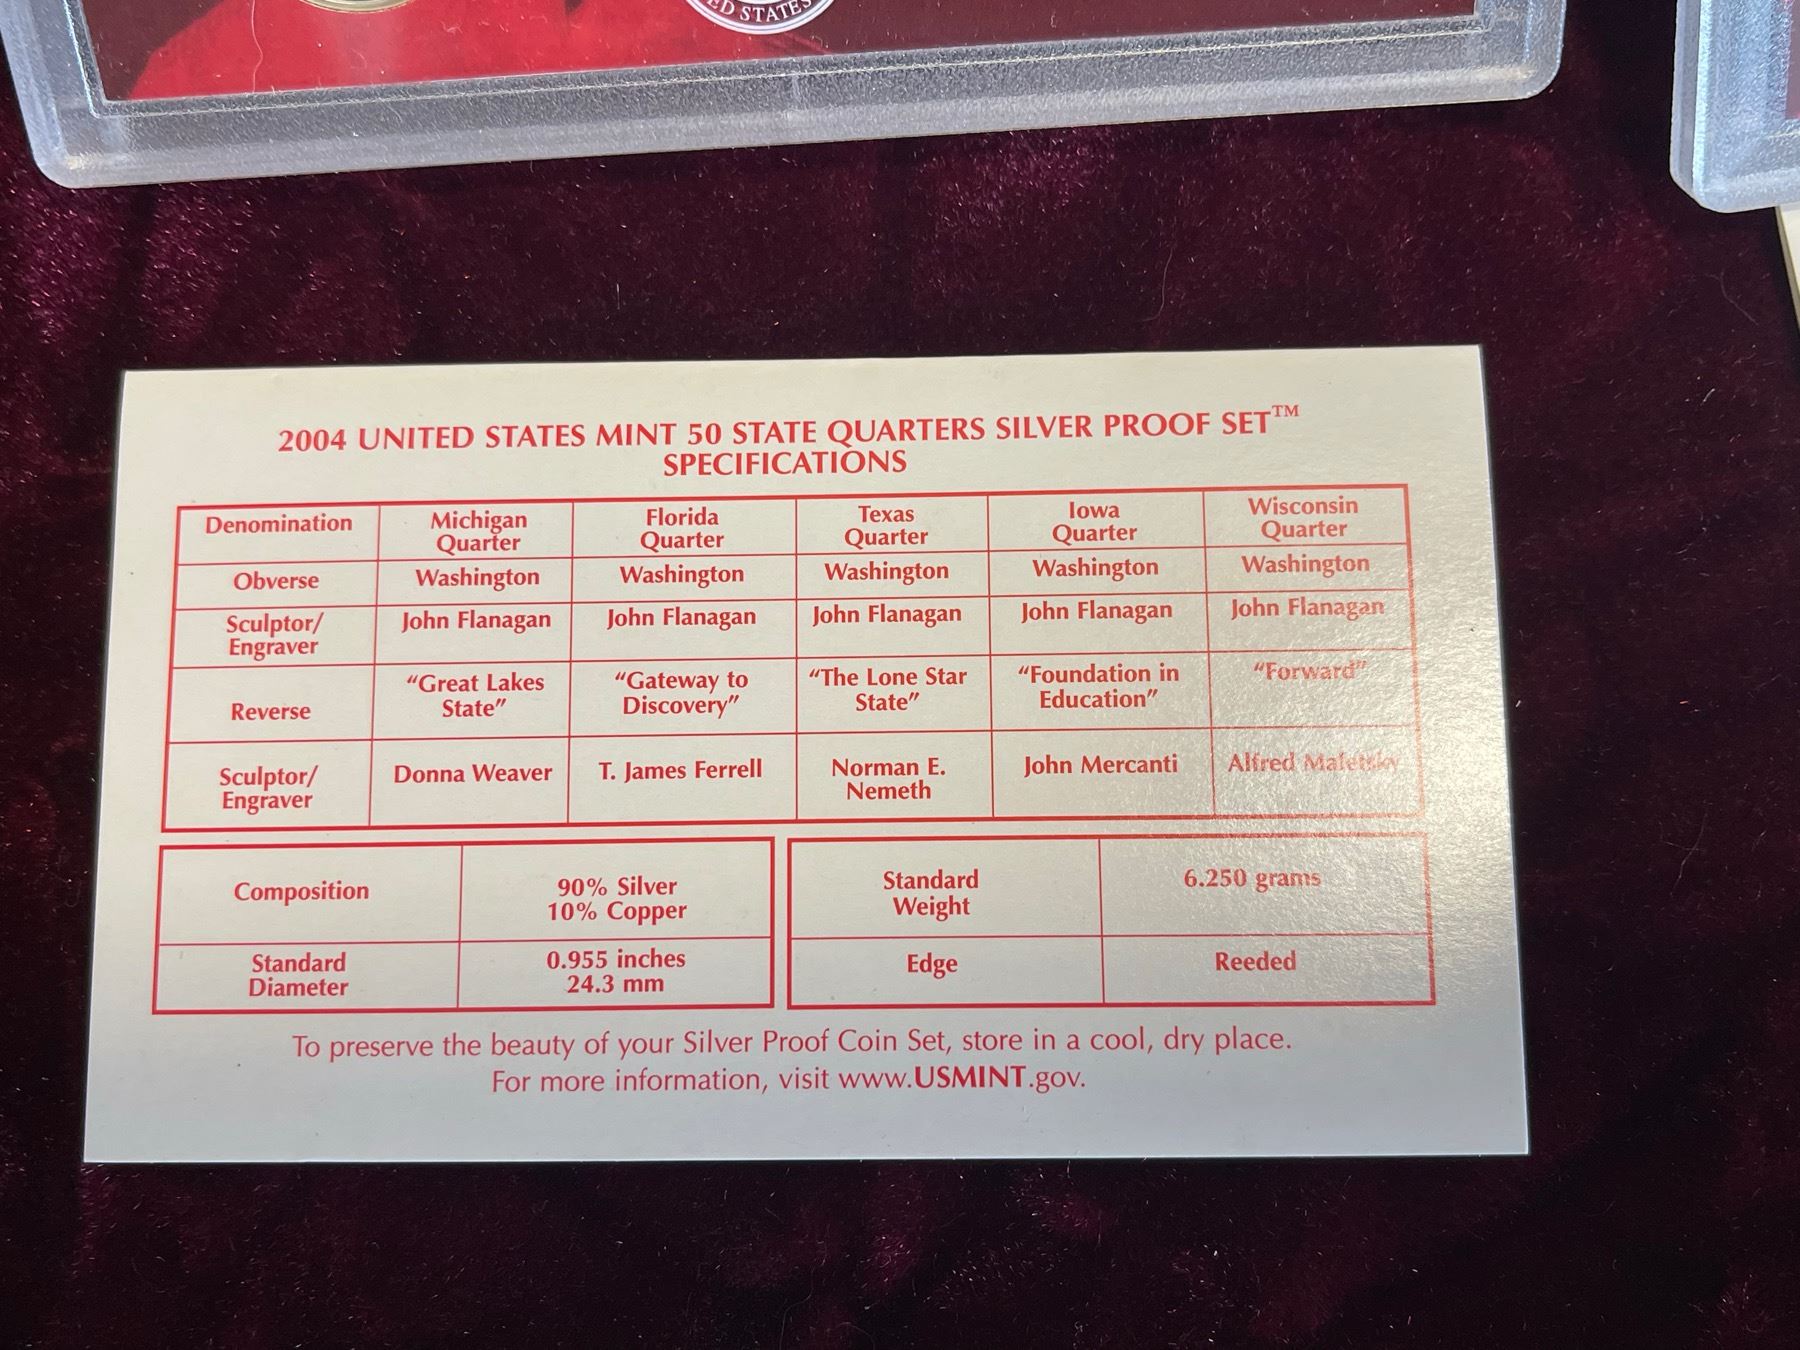 ED STATES
2004 UNITED STATES MINT 50 STATE QUARTERS SILVER PROOF SET™
SPECIFICATIONS
Denomination
Michigan
Quarter
Florida
Quarter
Texas
Quarter
Iowa
Quarter
Wisconsin
Quarter
Obverse
Washington
Washington
Washington
Washington
Washington
Sculptor/
Engraver
John Flanagan
John Flanagan
John Flanagan
John Flanagan
John Flanagan
Reverse
“Great Lakes
State”
“Gateway to
Discovery”
“The Lone Star
State”
“Foundation in
Education”
“Forward”
Sculptor/
Engraver
Donna Weaver
T. James Ferrell
Norman E.
Nemeth
John Mercanti
Alfred Maletsky
Composition
90% Silver
10% Copper
Standard
Diameter
0.955 inches
24.3 mm
Standard
Weight
6.250 grams
Edge
Reeded
To preserve the beauty of your Silver Proof Coin Set, store in a cool, dry place.
For more information, visit www.USMINT.gov.